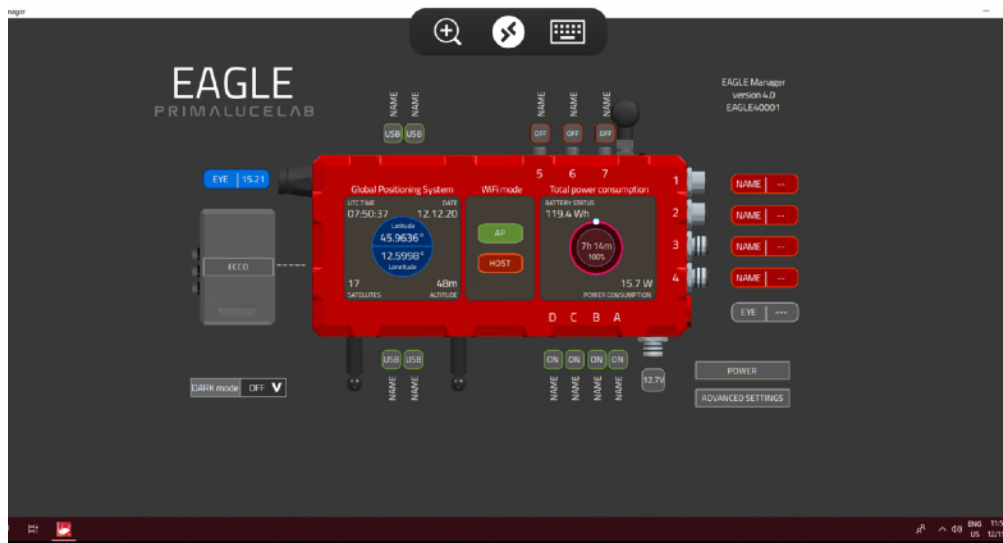 nager
EAGLE
PRIMALUCELAB
EAGLE Manager
version 4.0
EAGLE40001
NAME NAME
USB USB
NAME NAME NAME
OFF OFF OFF
5 6 7
EYE 15.21
ECCO
Global Positioning System
UTC TIME DATE
07:50:37 12.12.20
Latitude
45.9636°
12.5998°
Longitude
17 48m
SATELLITES ALTITUDE
WiFi mode
AP
HOST
Total power consumption
BATTERY STATUS
119.4 Wh
7h 14m
100%
15.7 W
POWER CONSUMPTION
D C B A
1 NAME --
2 NAME --
3 NAME --
4 NAME --
EYE ---
USB USB
NAME NAME
ON ON ON ON
NAME NAME NAME NAME
12.7V
POWER
ADVANCED SETTINGS
DARK mode OFF
ENG
US